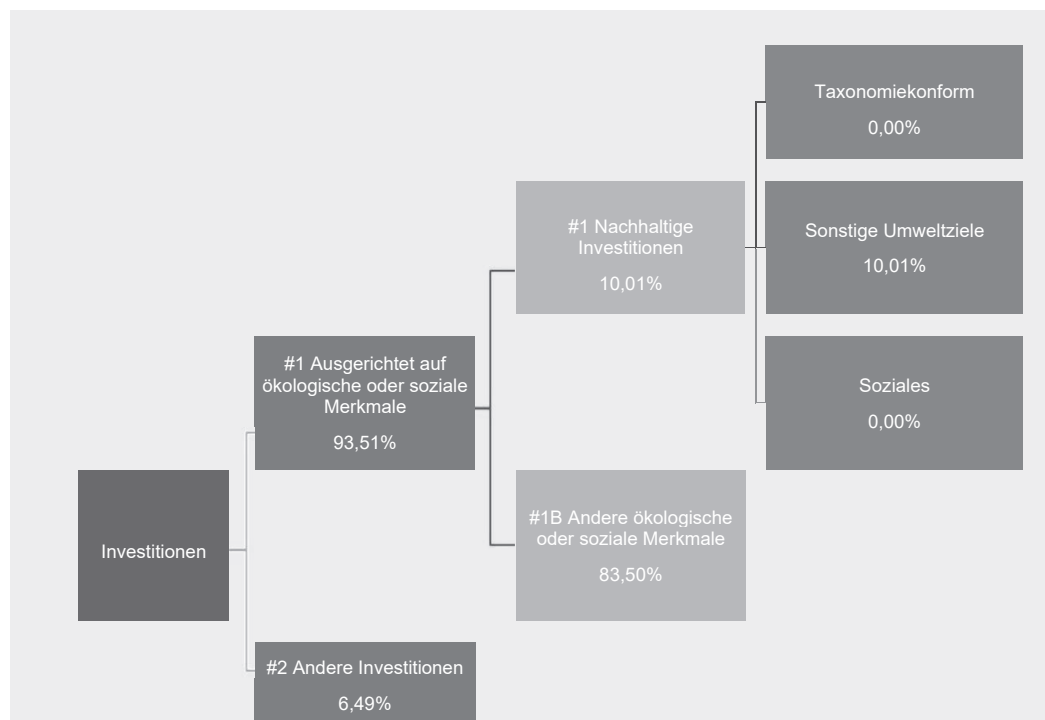 Taxonomiekonform
0,00%
#1 Nachhaltige
Investitionen
10,01%
Sonstige Umweltziele
10,01%
#1 Ausgerichtet auf
ökologische oder soziale
Merkmale
93,51%
Soziales
0,00%
Investitionen
#1B Andere ökologische
oder soziale Merkmale
83,50%
#2 Andere Investitionen
6,49%